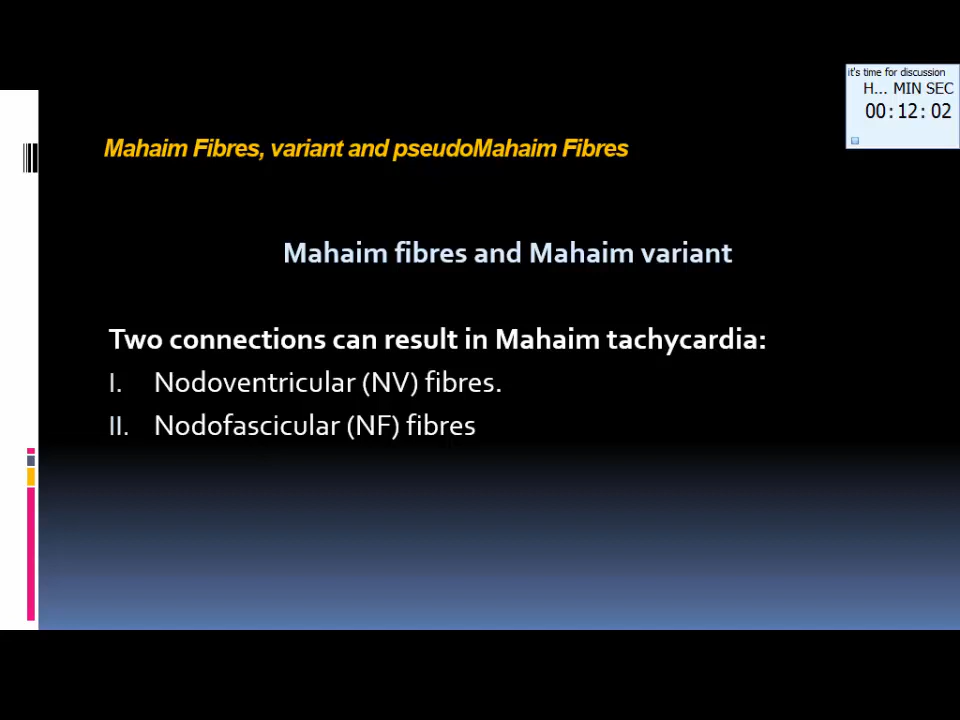 it's time for discussion
H... MIN SEC
00:12:02
Mahaim Fibres, variant and pseudoMahaim Fibres
Mahaim fibres and Mahaim variant
Two connections can result in Mahaim tachycardia:
I. Nodoventricular (NV) fibres.
II. Nodofascicular (NF) fibres